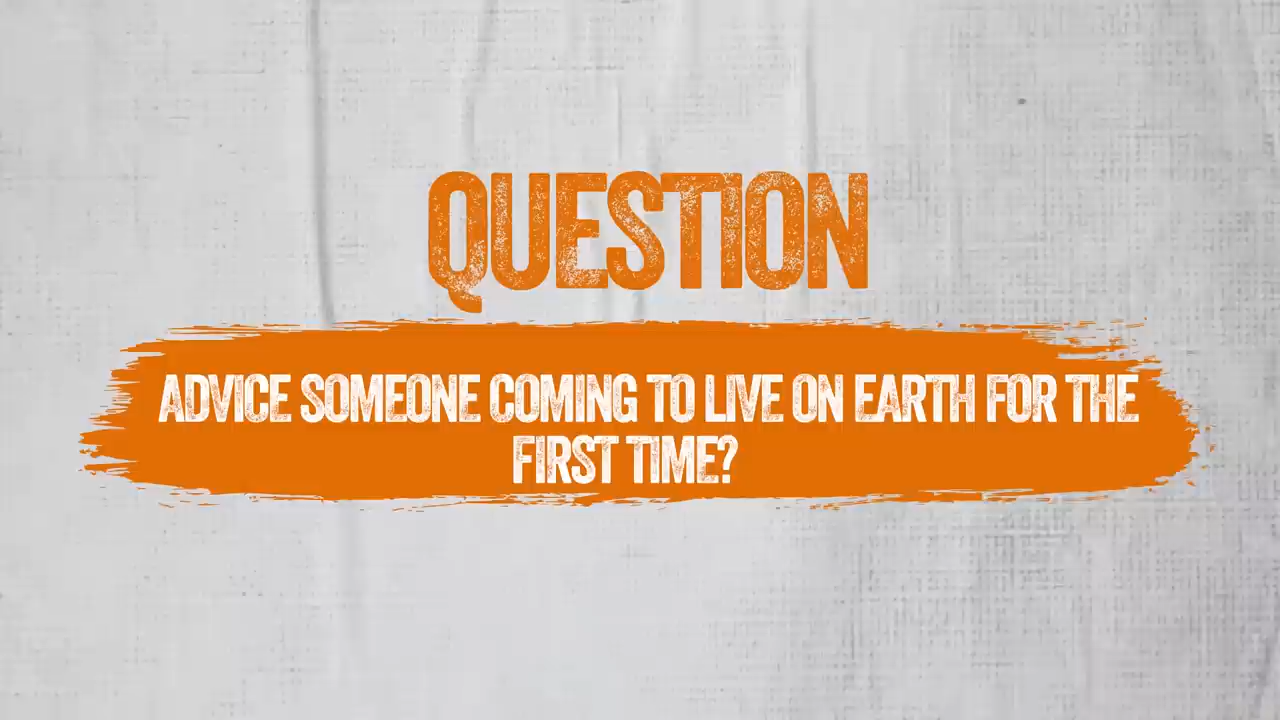 QUESTION
ADVICE SOMEONE COMING TO LIVE ON EARTH FOR THE
FIRST TIME?